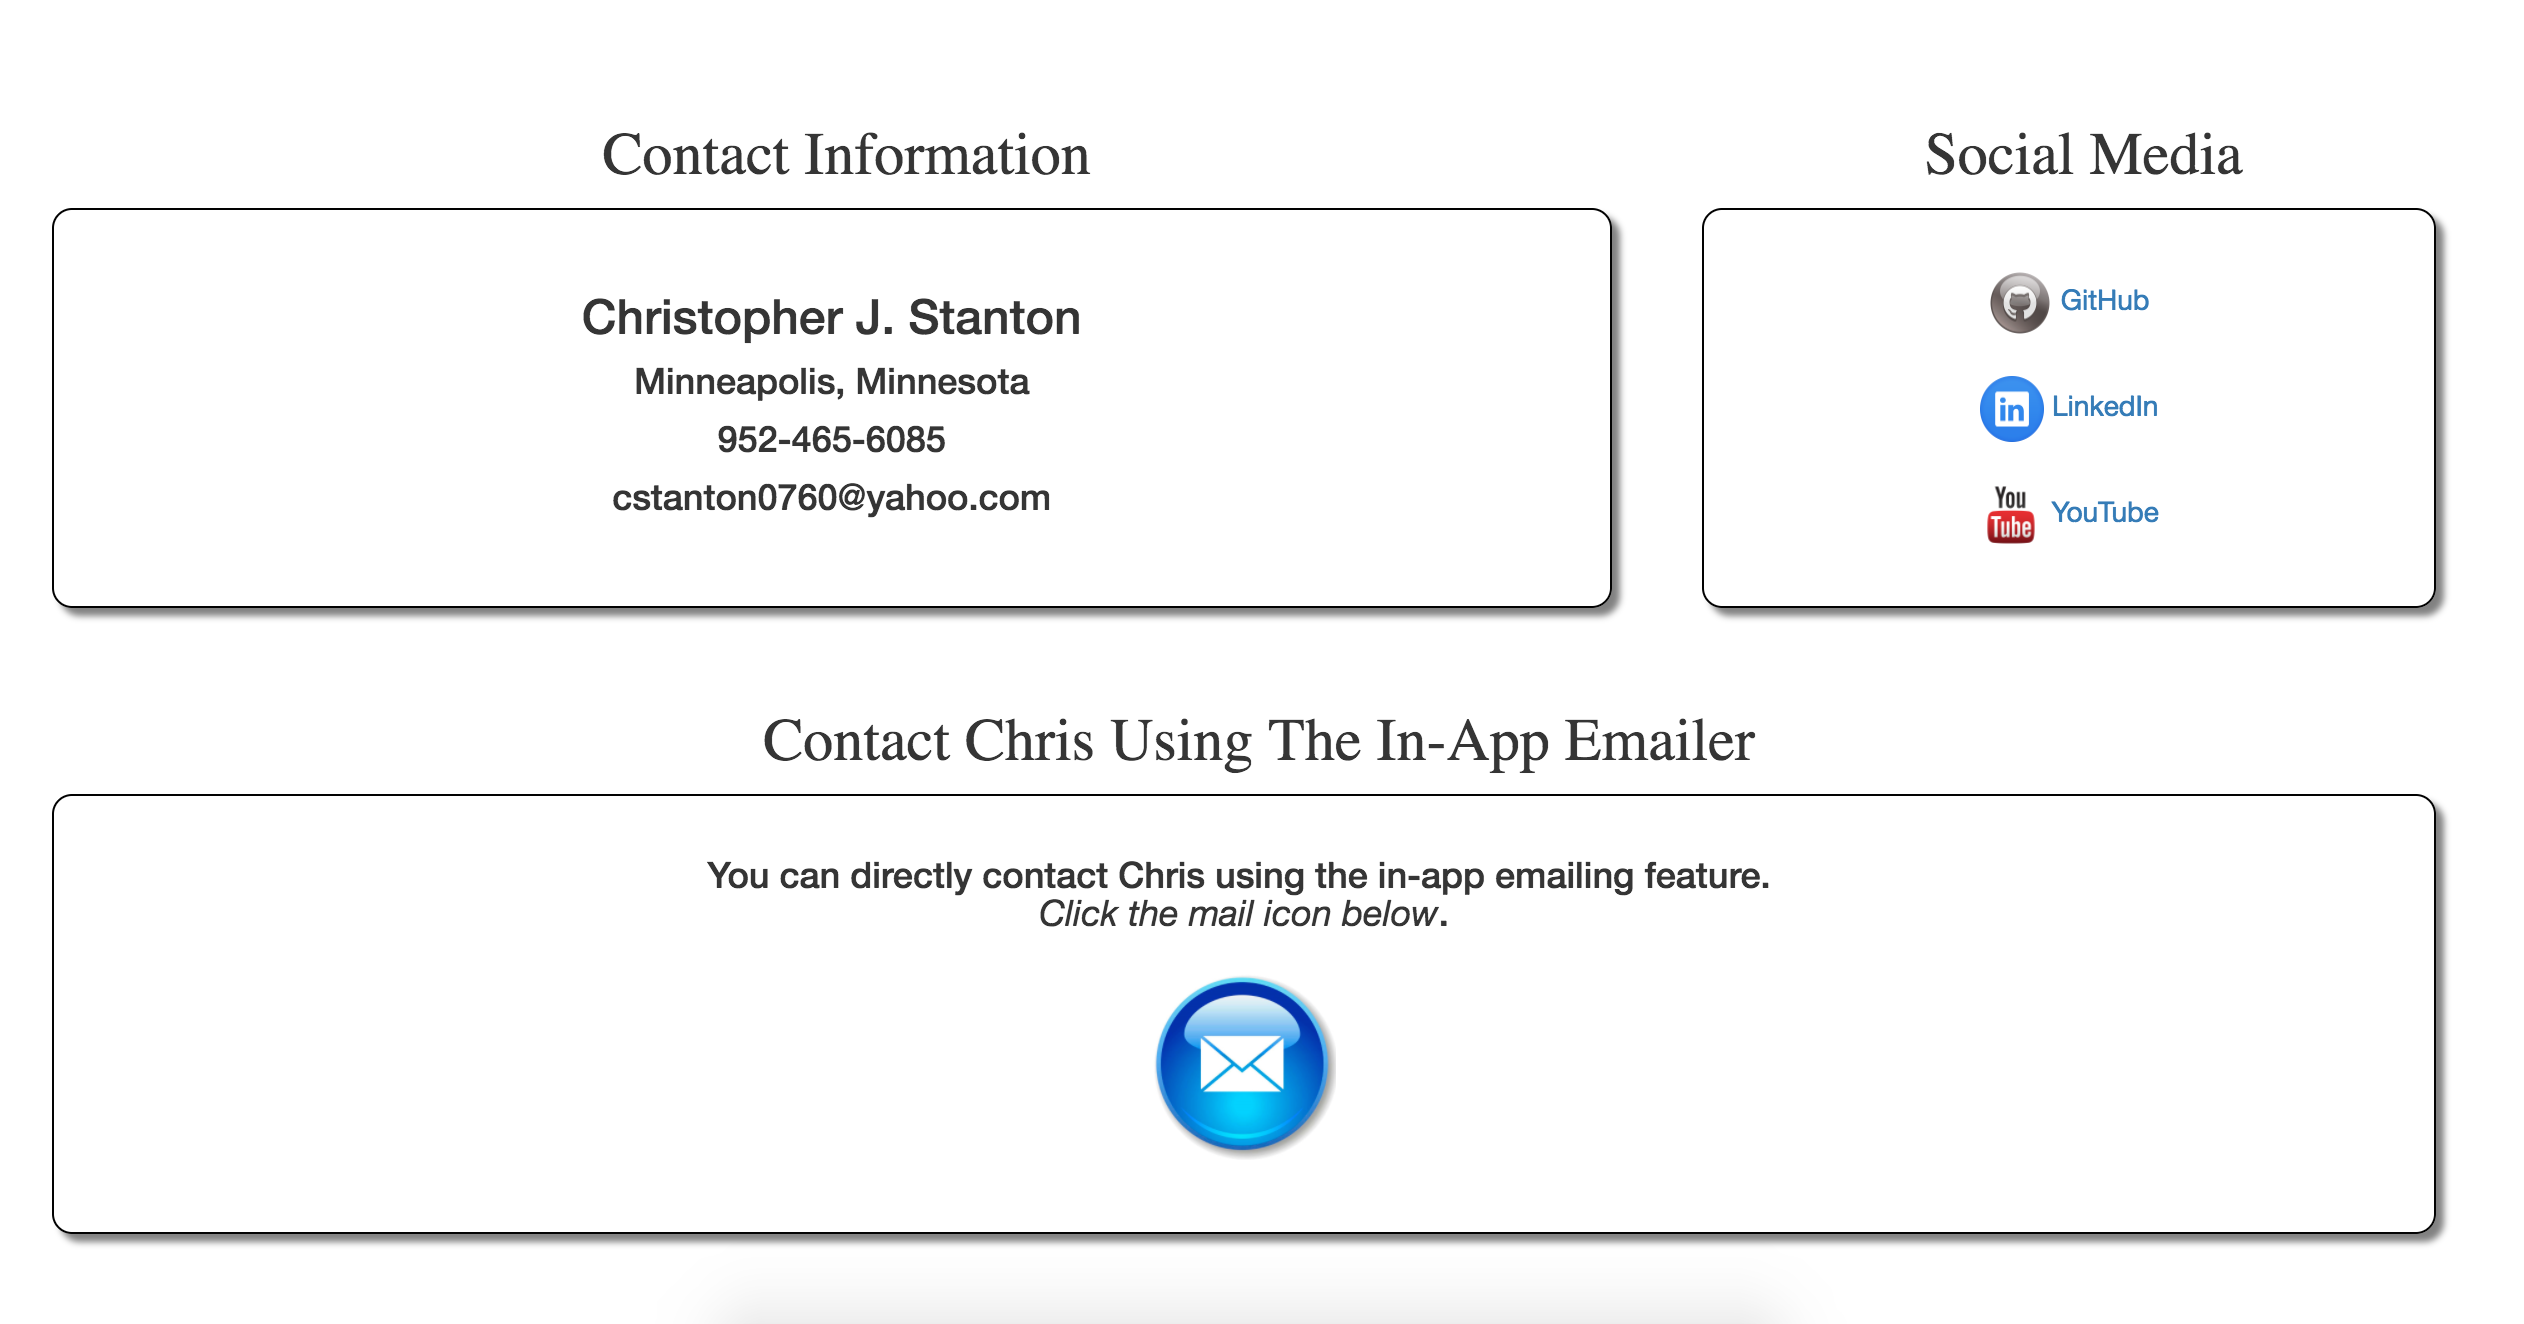 Contact Information
Christopher J. Stanton
Minneapolis, Minnesota
952-465-6085
cstanton0760@yahoo.com
Social Media
GitHub
in LinkedIn
You
Tube YouTube
Contact Chris Using The In-App Emailer
You can directly contact Chris using the in-app emailing feature.
Click the mail icon below.